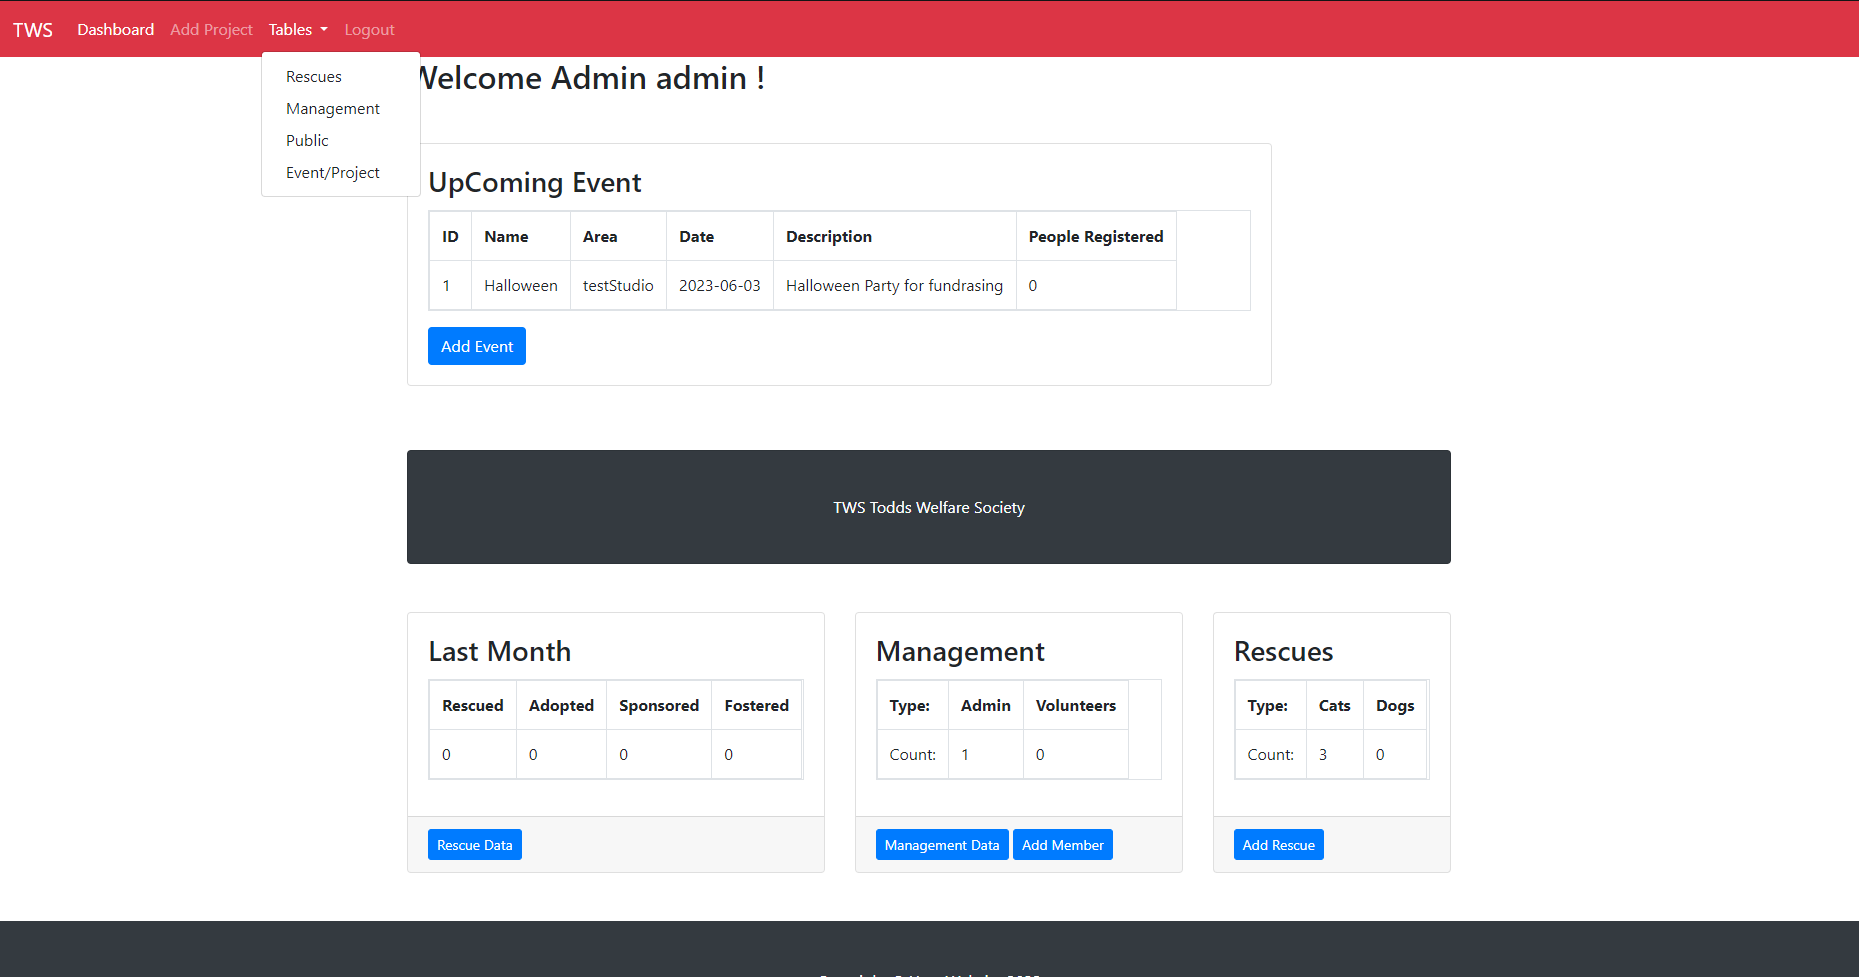 TWS Dashboard Add Project Tables Logout
Rescues
Management
Public
Event/Project
Welcome Admin admin !
UpComing Event
ID Name Area Date Description People Registered
1 Halloween testStudio 2023-06-03 Halloween Party for fundrasing 0
Add Event
TWS Todds Welfare Society
Last Month
Rescued Adopted Sponsored Fostered
0 0 0 0
Rescue Data
Management
Type: Admin Volunteers
Count: 1 0
Management Data Add Member
Rescues
Type: Cats Dogs
Count: 3 0
Add Rescue